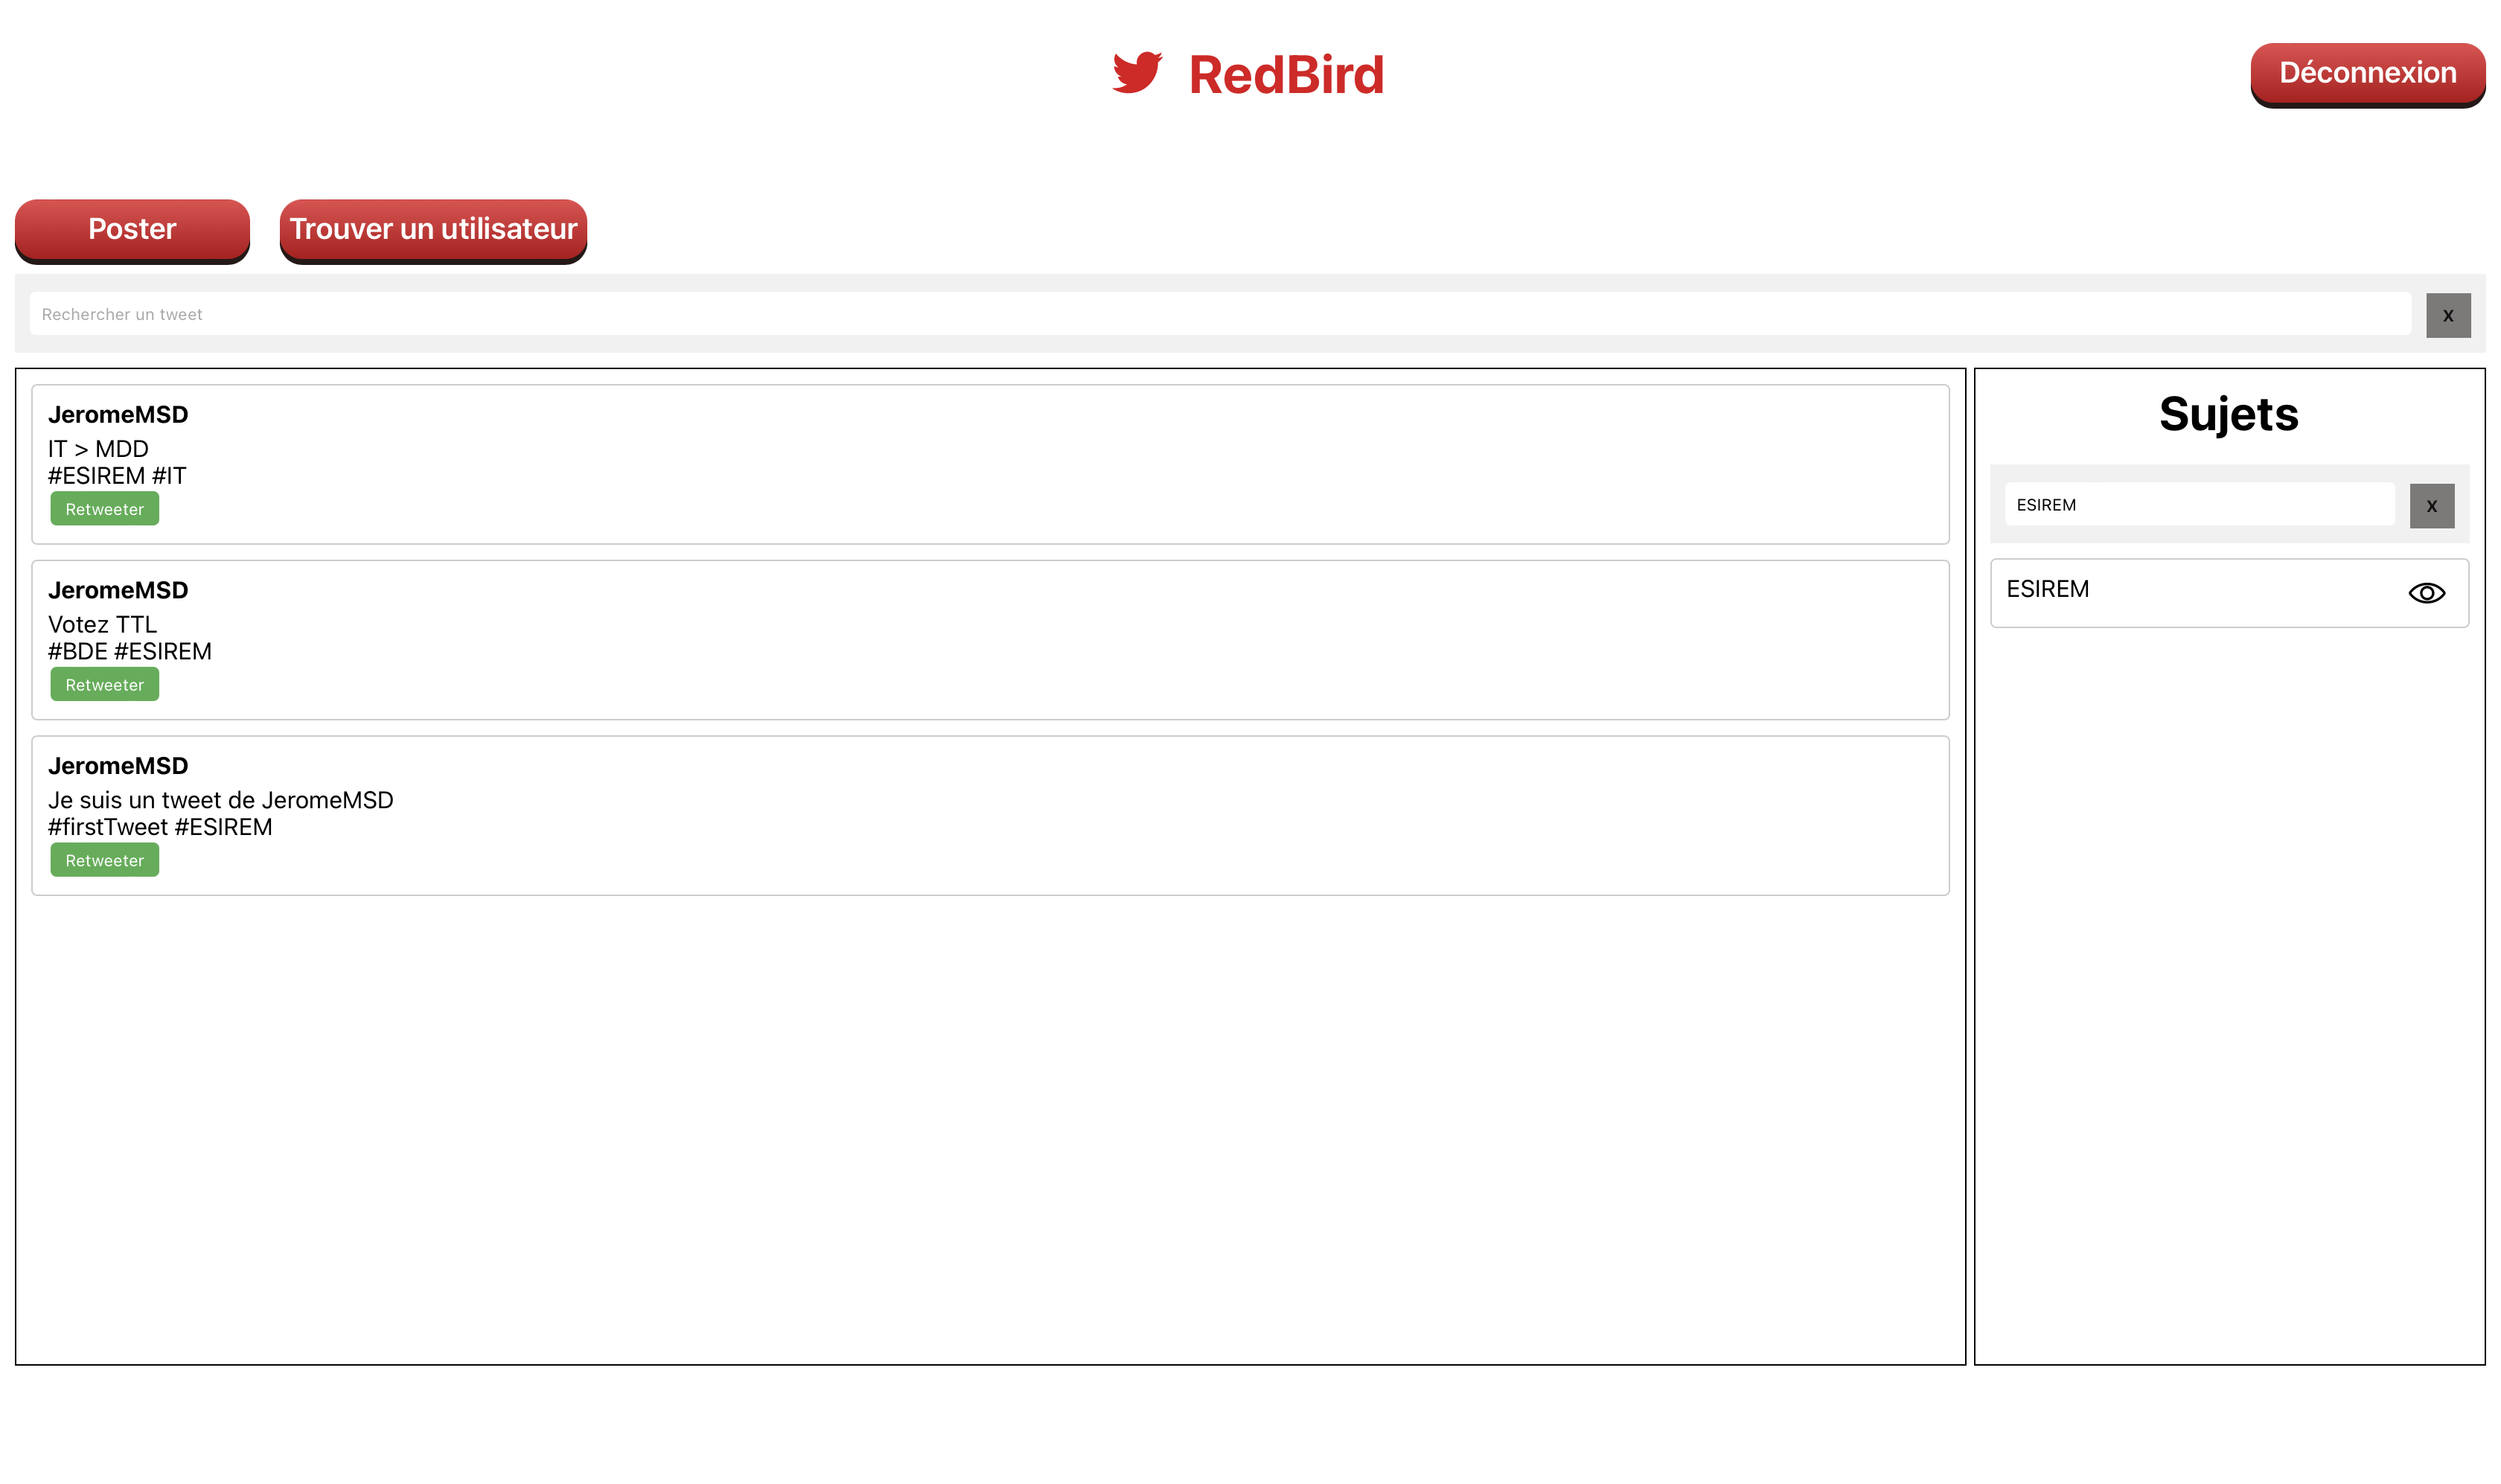 RedBird
Déconnexion
Poster
Trouver un utilisateur
Rechercher un tweet
X
JeromeMSD
IT > MDD
#ESIREM #IT
Retweeter
JeromeMSD
Votez TTL
#BDE #ESIREM
Retweeter
JeromeMSD
Je suis un tweet de JeromeMSD
#firstTweet #ESIREM
Retweeter
Sujets
ESIREM
X
ESIREM